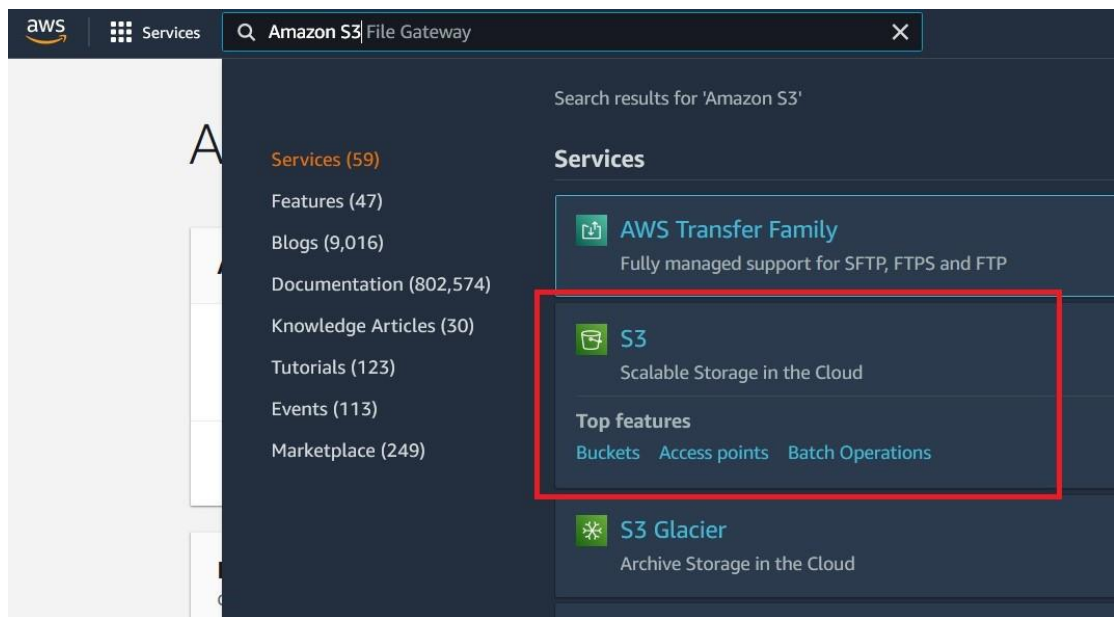 aws
Services
Amazon S3 File Gateway
Search results for 'Amazon S3'
A
Services (59)
Features (47)
Blogs (9,016)
Documentation (802,574)
Knowledge Articles (30)
Tutorials (123)
Events (113)
Marketplace (249)
Services
AWS Transfer Family
Fully managed support for SFTP, FTPS and FTP
S3
Scalable Storage in the Cloud
Top features
Buckets Access points Batch Operations
S3 Glacier
Archive Storage in the Cloud